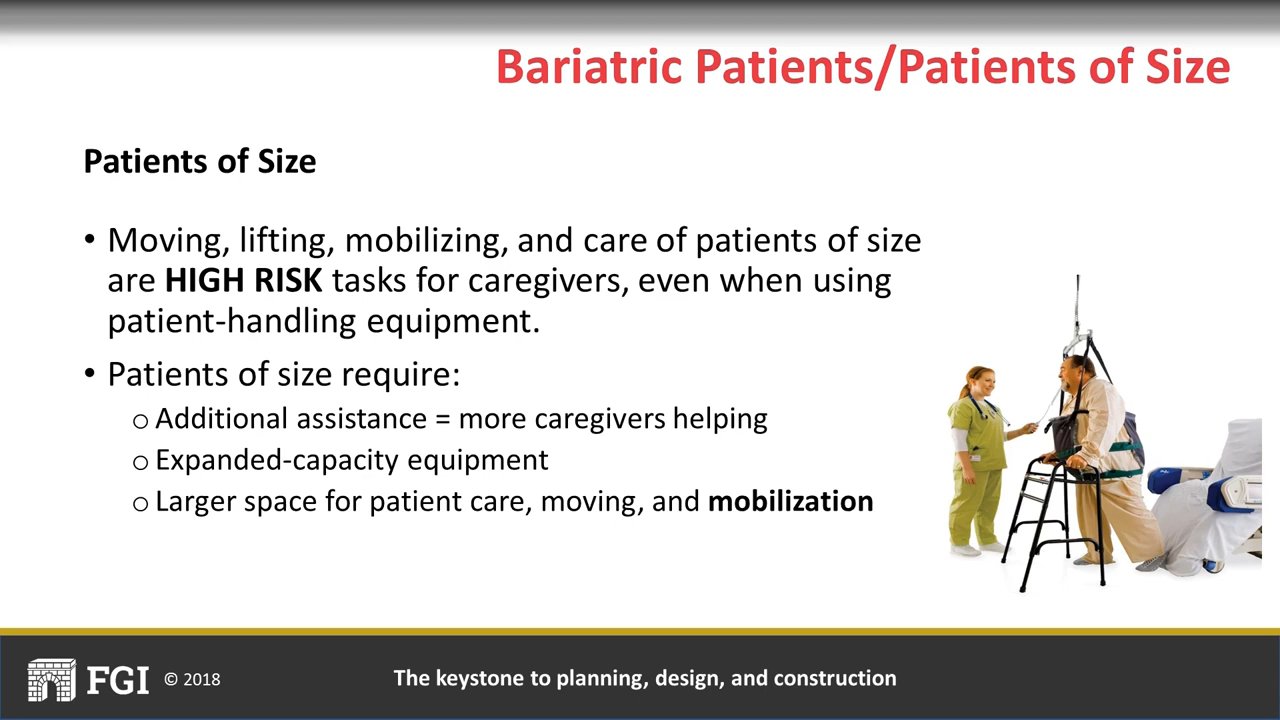 Bariatric Patients/Patients of Size
Patients of Size
• Moving, lifting, mobilizing, and care of patients of size
are HIGH RISK tasks for caregivers, even when using
patient-handling equipment.
• Patients of size require:
o Additional assistance = more caregivers helping
o Expanded-capacity equipment
o Larger space for patient care, moving, and mobilization
FGI © 2018
The keystone to planning, design, and construction